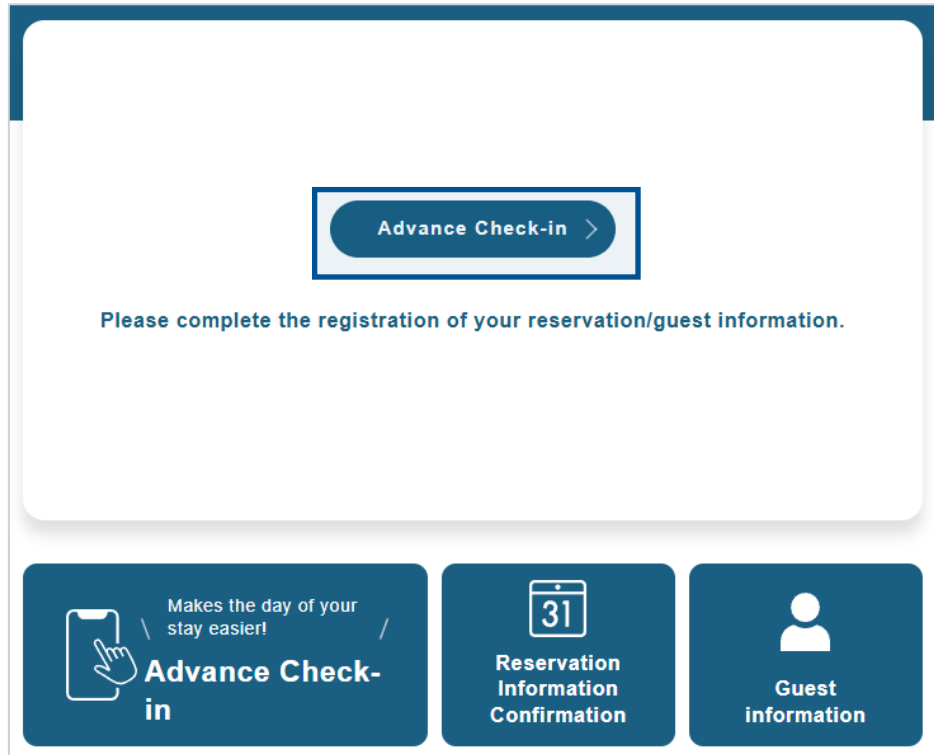 Advance Check-in
Please complete the registration of your reservation/guest information.
Makes the day of your
stay easier!
Advance Check-
in
31
Reservation
Information
Confirmation
Guest
information